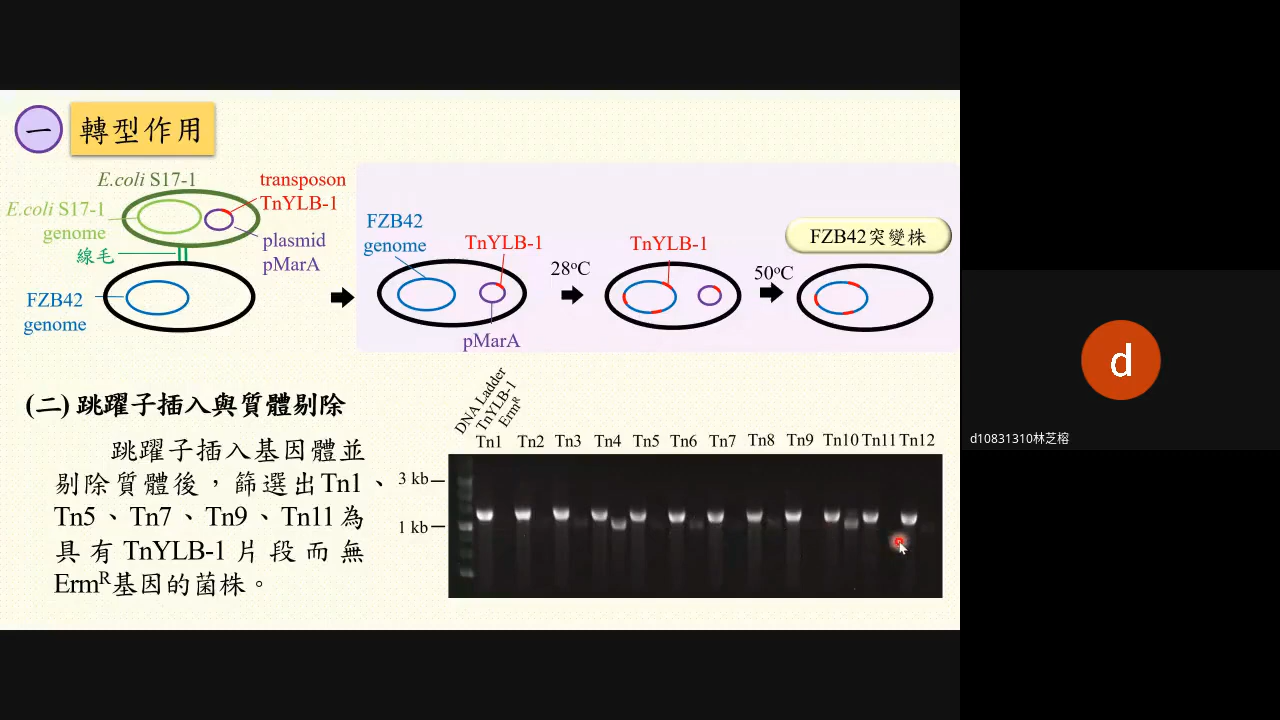 一
轉型作用
E.coli S17-1
transposon
TnYLB-1
E.coli S17-1
genome
plasmid
pMarA
線毛
FZB42
genome
FZB42
genome
TnYLB-1
pMarA
28°C
TnYLB-1
50°C
FZB42突變株
(二) 跳躍子插入與質體剔除
跳躍子插入基因體並
剔除質體後，篩選出Tn1、
Tn5、Tn7、Tn9、Tn11為
具有TnYLB-1片段而無
Ermᴿ基因的菌株。
DNA Ladder
TnYLB-1
Ermᴿ
Tn1 Tn2 Tn3 Tn4 Tn5 Tn6 Tn7 Tn8 Tn9 Tn10 Tn11 Tn12
3 kb
1 kb
d
d10831310林芝榕